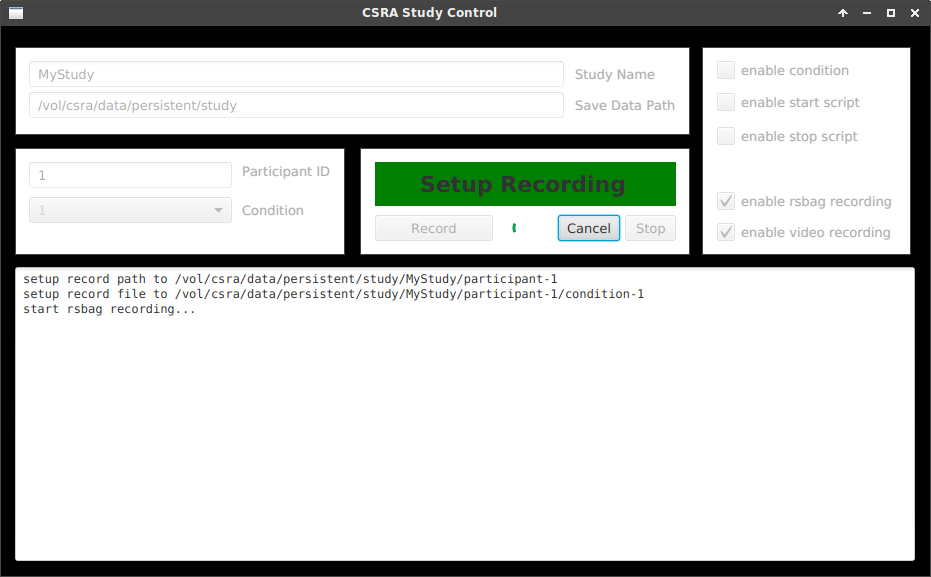 CSRA Study Control
MyStudy
Study Name
/vol/csra/data/persistent/study
Save Data Path
enable condition
enable start script
enable stop script
enable rsbag recording
enable video recording
1
Participant ID
1
Condition
Setup Recording
Record
Cancel
Stop
setup record path to /vol/csra/data/persistent/study/MyStudy/participant-1
setup record file to /vol/csra/data/persistent/study/MyStudy/participant-1/condition-1
start rsbag recording...